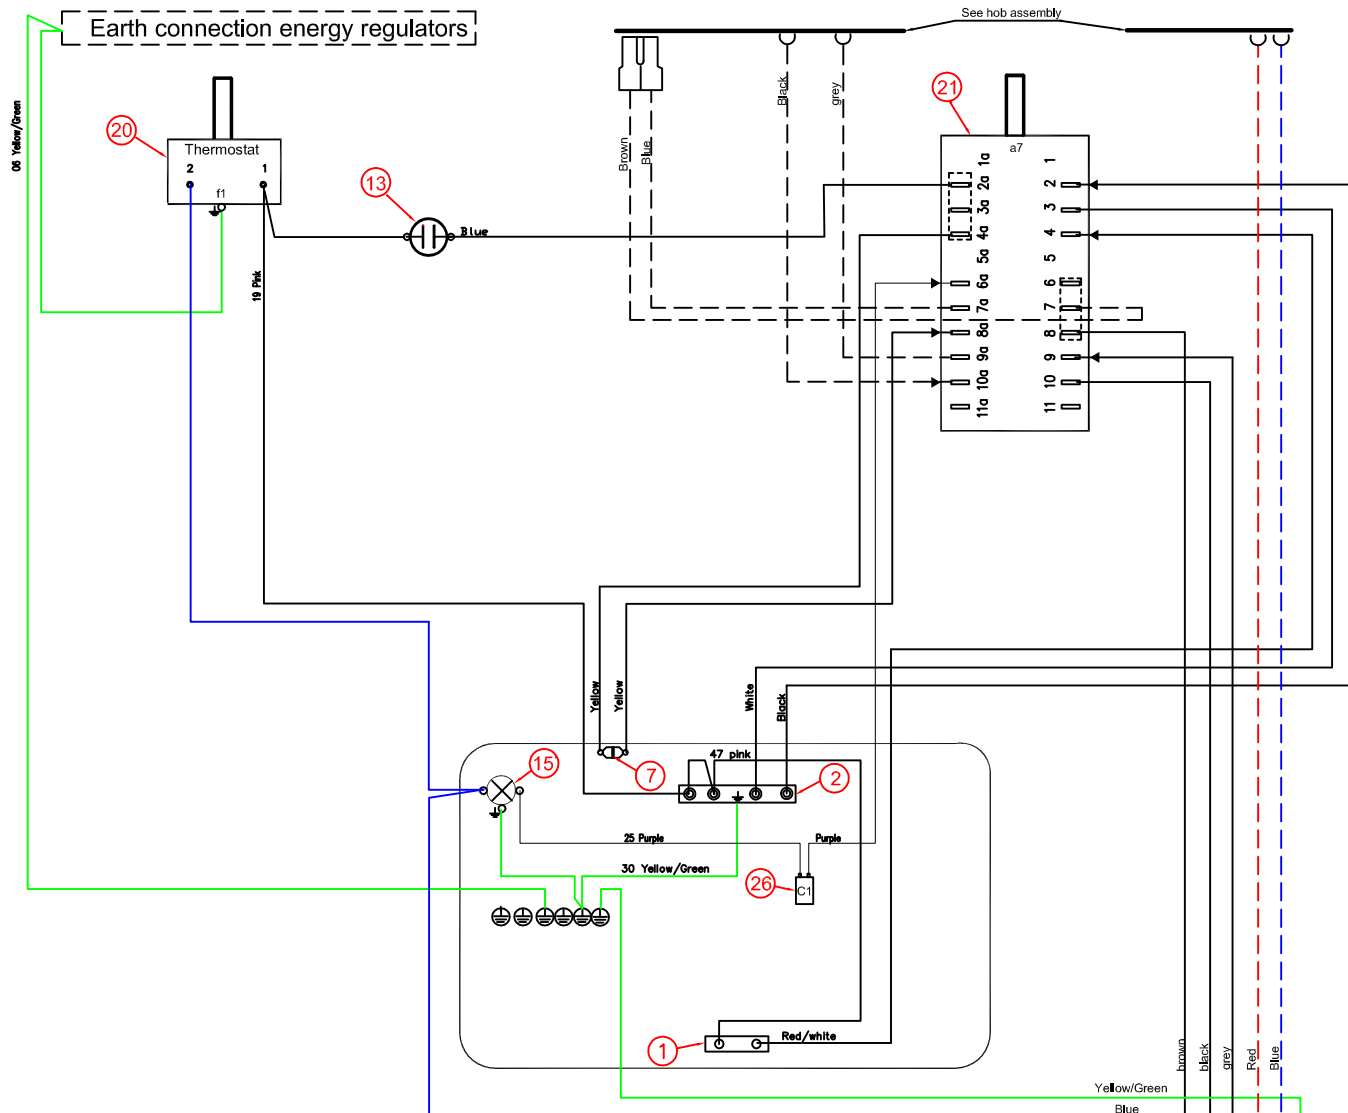 Earth connection energy regulators
See hob assembly
06 Yellow/Green
Black
grey
Brown
Blue
20
Thermostat
2
1
f1
13
Blue
19 Pink
21
a7
1a
2a
3a
4a
5a
6a
7a
8a
9a
10a
11a
1
2
3
4
5
6
7
8
9
10
11
Yellow
Yellow
White
Black
15
7
47 pink
2
25 Purple
Purple
30 Yellow/Green
26
C1
1
Red/white
brown
black
grey
Red
Blue
Yellow/Green
Blue